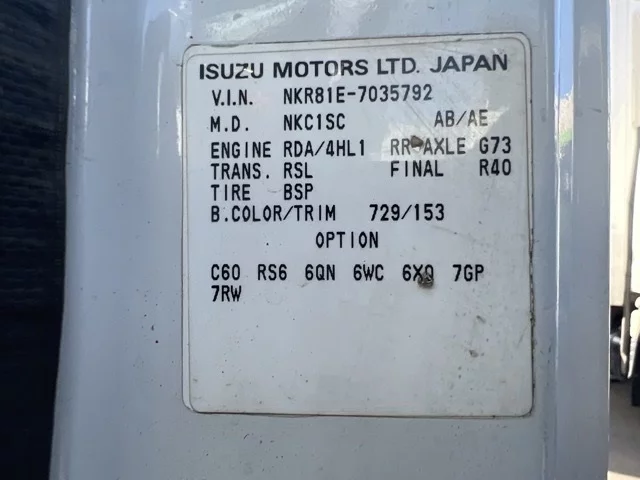 ISUZU MOTORS LTD. JAPAN
V.I.N. NKR81E-7035792
M.D. NKC1SC AB/AE
ENGINE RDA/4HL1 RR-AXLE G73
TRANS. RSL FINAL R40
TIRE BSP
B.COLOR/TRIM 729/153
OPTION
C60 RS6 6QN 6WC 6XQ 7GP
7RW